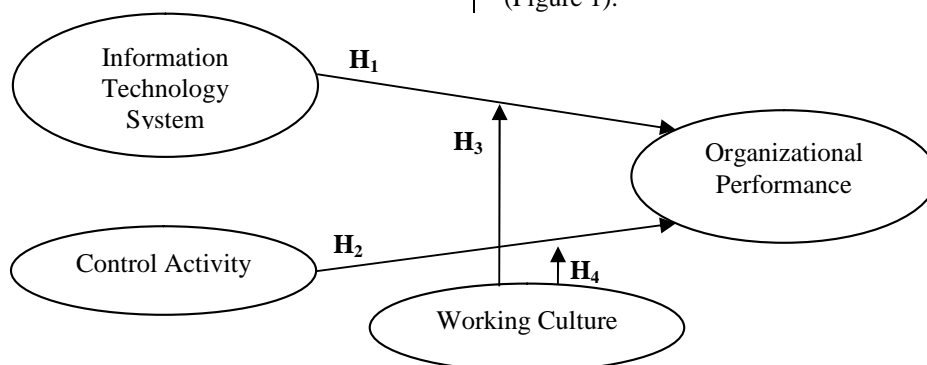 (Figure 1).
Information
Technology
System
H₁
H₃
Organizational
Performance
H₂
Control Activity
H₄
Working Culture